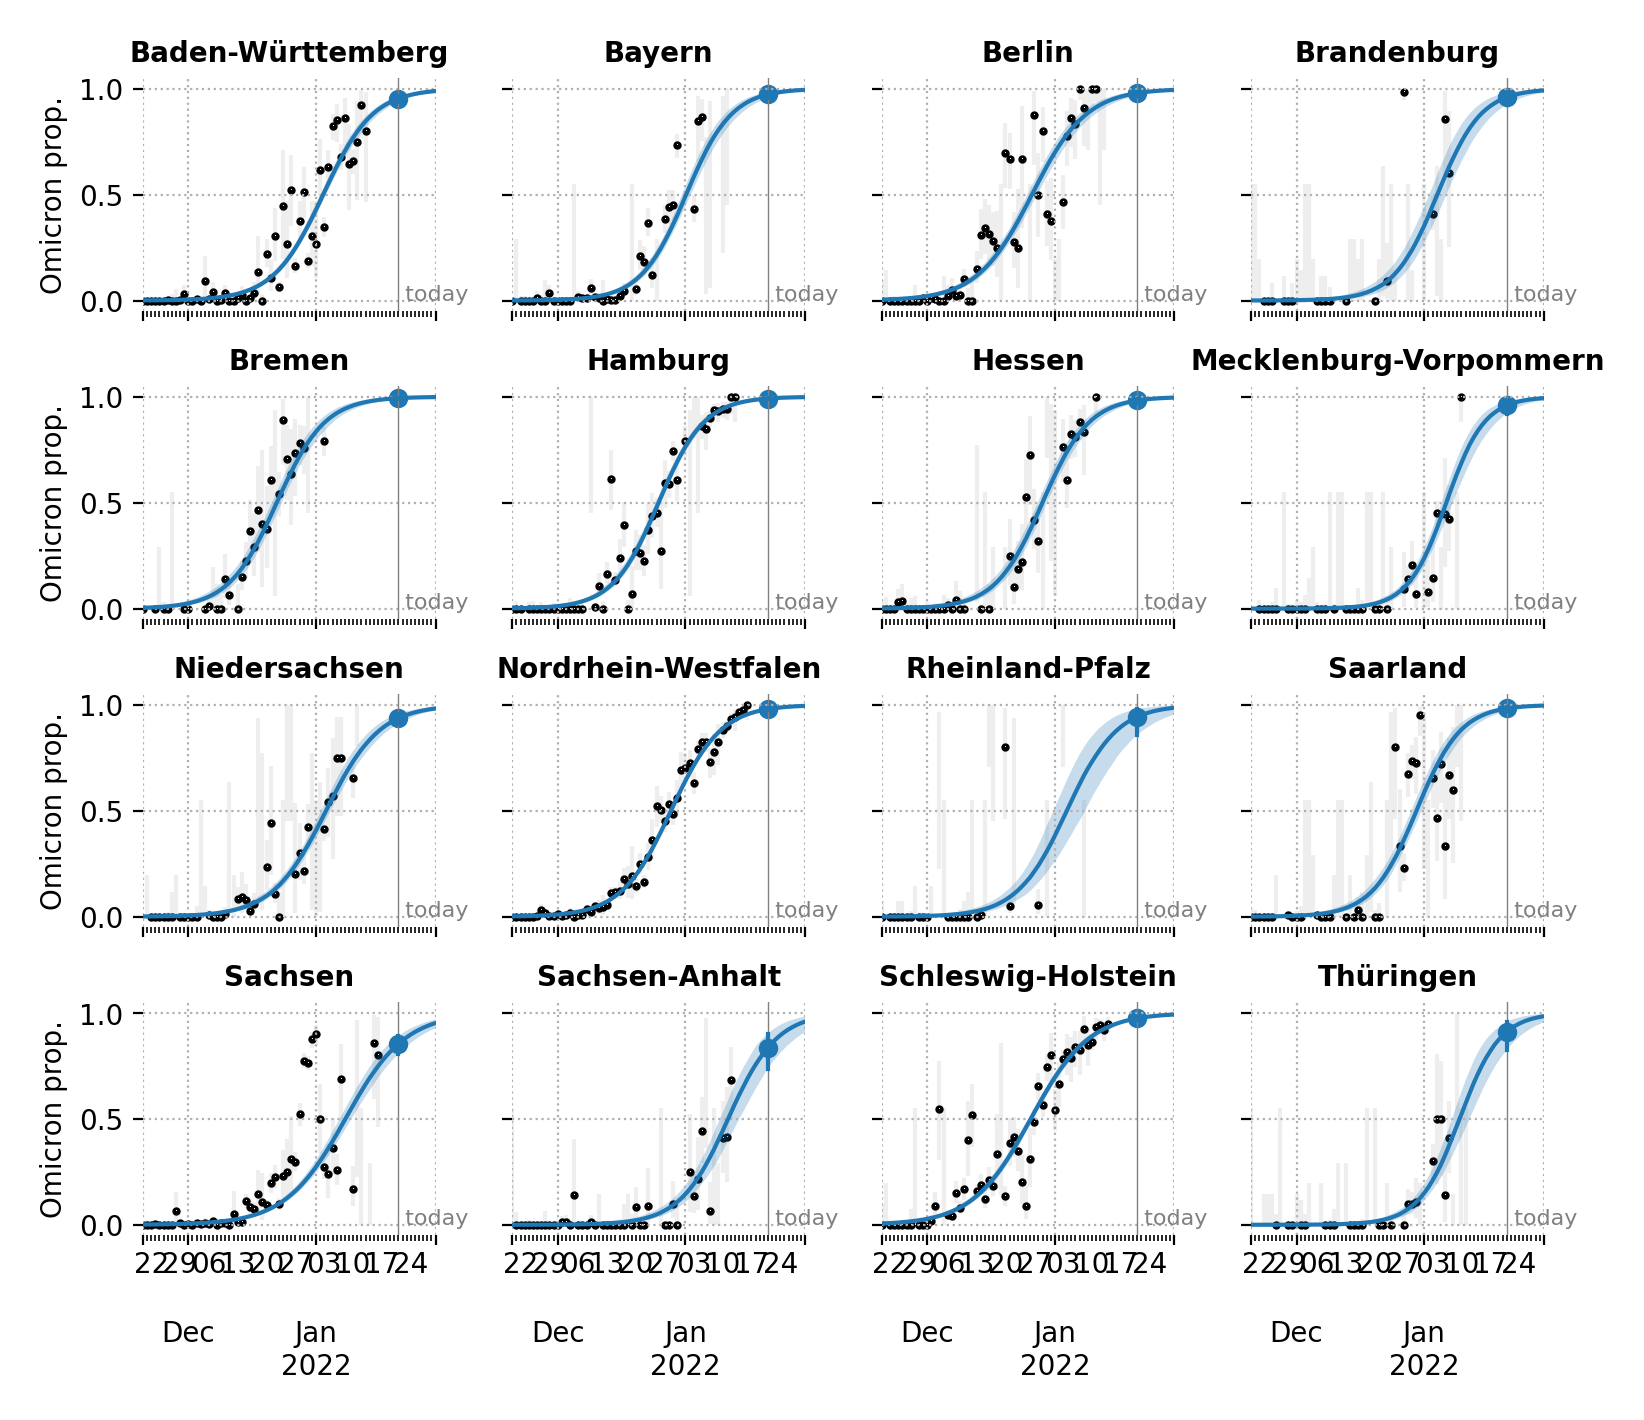 Baden-Württemberg Bayern Berlin Brandenburg
Omicron prop.
1.0
0.5
0.0
today today today today
Bremen Hamburg Hessen Mecklenburg-Vorpommern
Omicron prop.
1.0
0.5
0.0
today today today today
Niedersachsen Nordrhein-Westfalen Rheinland-Pfalz Saarland
Omicron prop.
1.0
0.5
0.0
today today today today
Sachsen Sachsen-Anhalt Schleswig-Holstein Thüringen
Omicron prop.
1.0
0.5
0.0
today today today today
22 29 06 13 20 27 03 10 17 24 22 29 06 13 20 27 03 10 17 24 22 29 06 13 20 27 03 10 17 24 22 29 06 13 20 27 03 10 17 24
Dec Jan Dec Jan Dec Jan Dec Jan
2022 2022 2022 2022